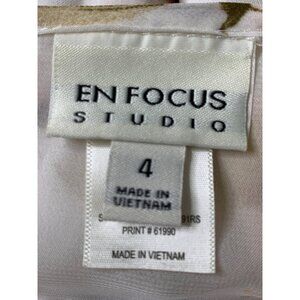 EN FOCUS
STUDIO
4
MADE IN
VIETNAM
PRINT # 61990
MADE IN VIETNAM